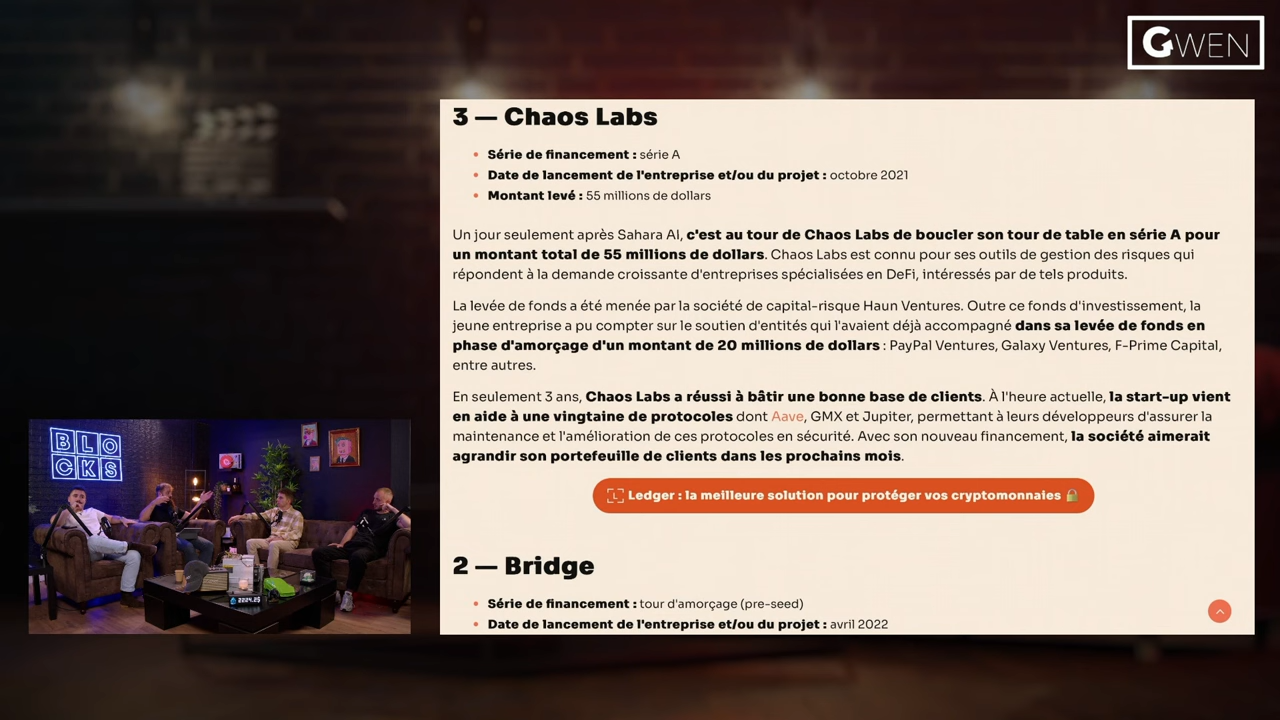 GWEN
3 — Chaos Labs
• Série de financement : série A
• Date de lancement de l'entreprise et/ou du projet : octobre 2021
• Montant levé : 55 millions de dollars
Un jour seulement après Sahara AI, c'est au tour de Chaos Labs de boucler son tour de table en série A pour
un montant total de 55 millions de dollars. Chaos Labs est connu pour ses outils de gestion des risques qui
répondent à la demande croissante d'entreprises spécialisées en DeFi, intéressés par de tels produits.
La levée de fonds a été menée par la société de capital-risque Haun Ventures. Outre ce fonds d'investissement, la
jeune entreprise a pu compter sur le soutien d'entités qui l'avaient déjà accompagné dans sa levée de fonds en
phase d'amorçage d'un montant de 20 millions de dollars : PayPal Ventures, Galaxy Ventures, F-Prime Capital,
entre autres.
En seulement 3 ans, Chaos Labs a réussi à bâtir une bonne base de clients. À l'heure actuelle, la start-up vient
en aide à une vingtaine de protocoles dont Aave, GMX et Jupiter, permettant à leurs développeurs d'assurer la
maintenance et l'amélioration de ces protocoles en sécurité. Avec son nouveau financement, la société aimerait
agrandir son portefeuille de clients dans les prochains mois.
Ledger : la meilleure solution pour protéger vos cryptomonnaies
2 — Bridge
• Série de financement : tour d'amorçage (pre-seed)
• Date de lancement de l'entreprise et/ou du projet : avril 2022
BLO
CKS